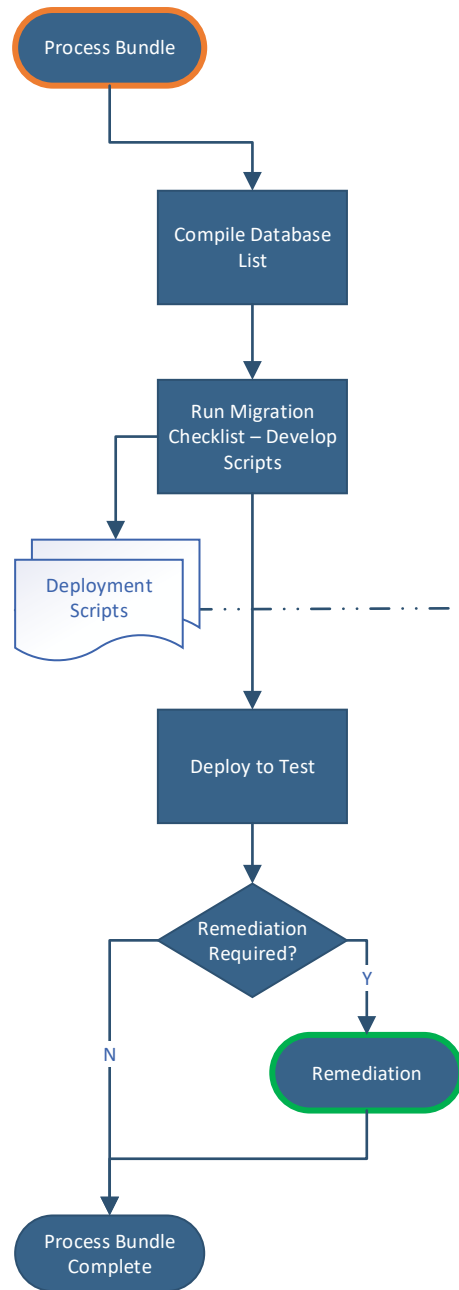 Process Bundle
Compile Database
List
Run Migration
Checklist – Develop
Scripts
Deployment
Scripts
Deploy to Test
Remediation
Required?
Y
N
Remediation
Process Bundle
Complete